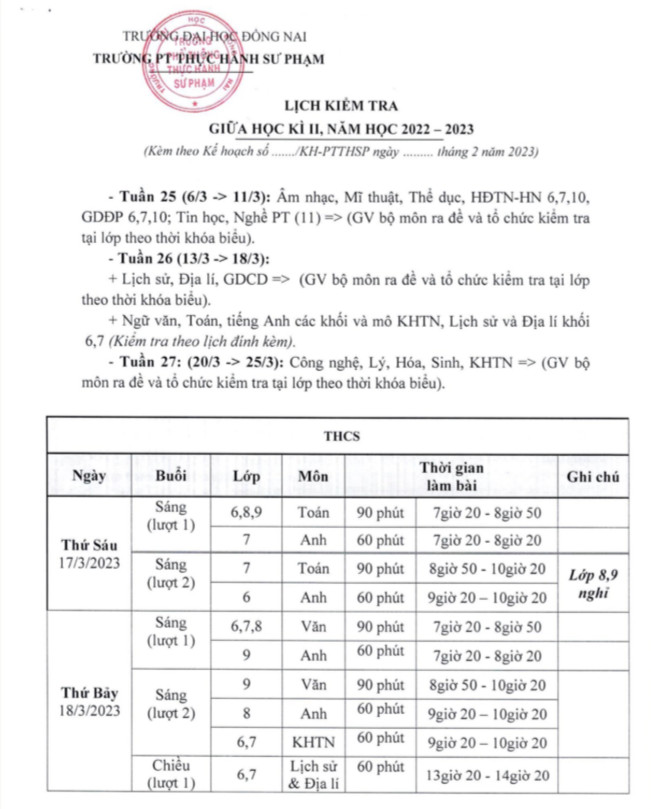 TRƯỜNG ĐẠI HỌC ĐỒNG NAI
TRƯỜNG PT THỰC HÀNH SƯ PHẠM
HỌC
TRƯỜNG
PHỔ THÔNG
THỰC HÀNH
SƯ PHẠM
LỊCH KIỂM TRA
GIỮA HỌC KÌ II, NĂM HỌC 2022 – 2023
(Kèm theo Kế hoạch số ......./KH-PTTHSP ngày ......... tháng 2 năm 2023)
- Tuần 25 (6/3 -> 11/3): Âm nhạc, Mĩ thuật, Thể dục, HĐTN-HN 6,7,10,
GDĐP 6,7,10; Tin học, Nghề PT (11) => (GV bộ môn ra đề và tổ chức kiểm tra
tại lớp theo thời khóa biểu).
- Tuần 26 (13/3 -> 18/3):
+ Lịch sử, Địa lí, GDCD => (GV bộ môn ra đề và tổ chức kiểm tra tại lớp
theo thời khóa biểu).
+ Ngữ văn, Toán, tiếng Anh các khối và mô KHTN, Lịch sử và Địa lí khối
6,7 (Kiểm tra theo lịch đính kèm).
- Tuần 27: (20/3 -> 25/3): Công nghệ, Lý, Hóa, Sinh, KHTN => (GV bộ
môn ra đề và tổ chức kiểm tra tại lớp theo thời khóa biểu).
THCS
Ngày Buổi Lớp Môn Thời gian làm bài Ghi chú
Thứ Sáu
17/3/2023
Sáng
(lượt 1)
6,8,9 Toán 90 phút 7giờ 20 - 8giờ 50
7 Anh 60 phút 7giờ 20 - 8giờ 20
Sáng
(lượt 2)
7 Toán 90 phút 8giờ 50 - 10giờ 20
6 Anh 60 phút 9giờ 20 – 10giờ 20
Lớp 8,9
nghỉ
Thứ Bảy
18/3/2023
Sáng
(lượt 1)
6,7,8 Văn 90 phút 7giờ 20 - 8giờ 50
9 Anh 60 phút 7giờ 20 - 8giờ 20
Sáng
(lượt 2)
9 Văn 90 phút 8giờ 50 - 10giờ 20
8 Anh 60 phút 9giờ 20 – 10giờ 20
6,7 KHTN 60 phút 9giờ 20 – 10giờ 20
Chiều
(lượt 1)
6,7 Lịch sử & Địa lí 60 phút 13giờ 20 - 14giờ 20